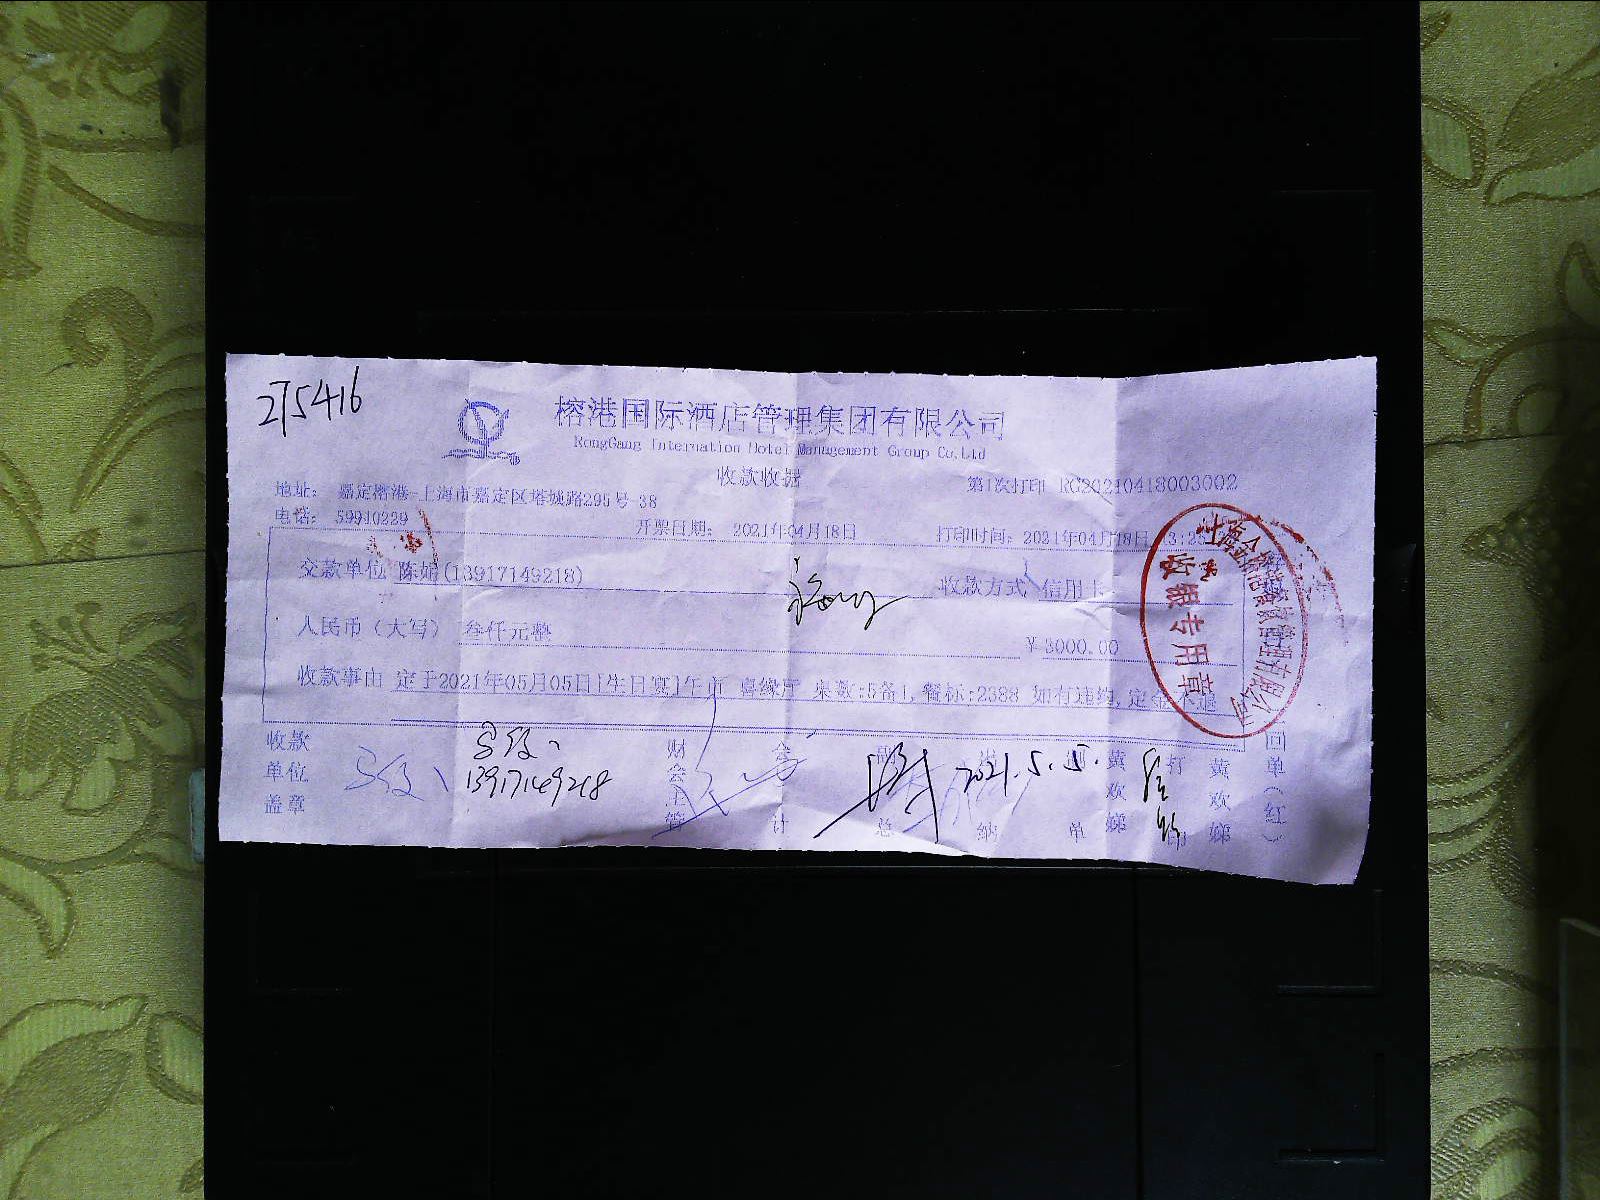 275416
榕港国际酒店管理集团有限公司
RongGang Internation Hotel Management Group Co,Ltd
收款收据
第1次打印 RG20210418003002
地址： 嘉定榕港-上海市嘉定区塔城路295号-38
电话： 59910229
开票日期： 2021年04月18日
打印时间：2021年04月18日
交款单位 陈娟(13917149218)
收款方式 信用卡
人民币（大写） 叁仟元整
￥3000.00
收款事由 定于2021年05月05日[生日宴]午市 喜缘厅 桌数:5备1,餐标:2388 如有违约,定金不退
收银专用章
收款单位盖章
13917149218
财会主管
会计
2021.5.5.
黄欢娣
打印
黄欢娣
回单（红）